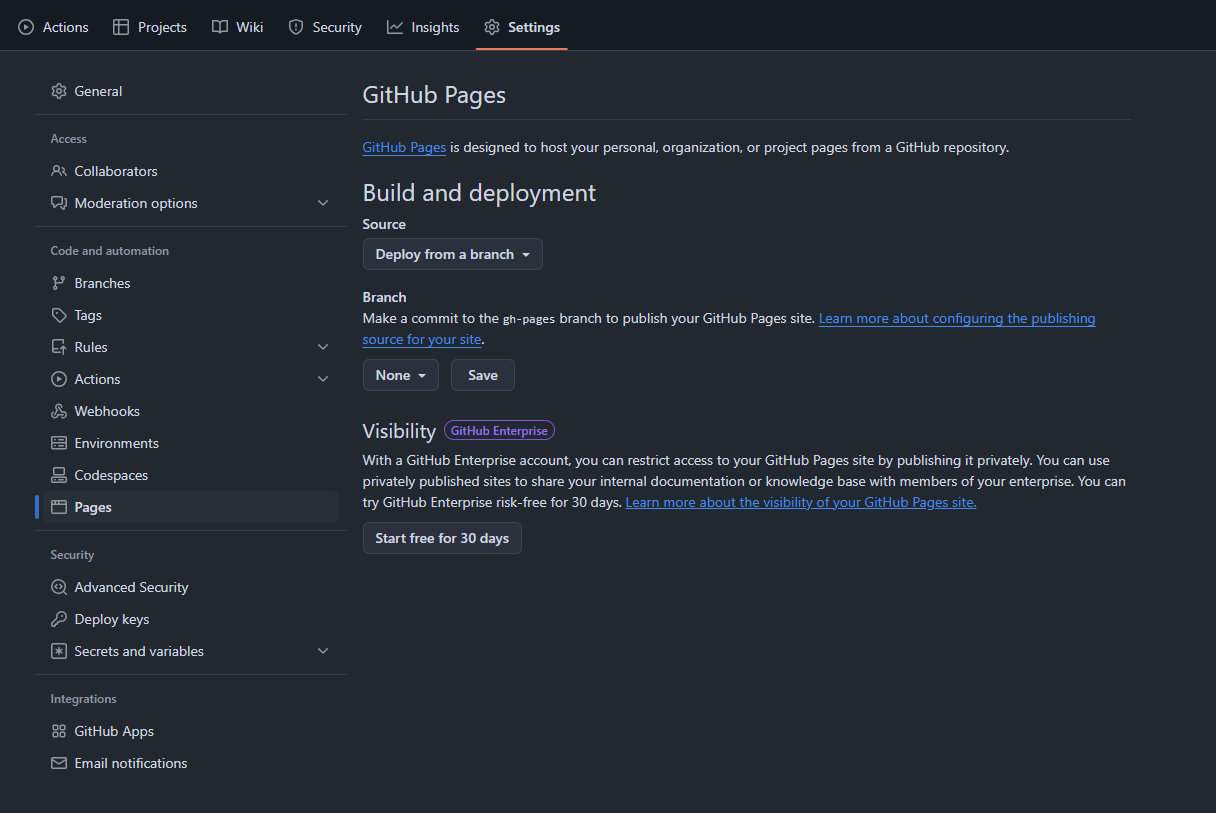 Actions Projects Wiki Security Insights Settings
General
Access
Collaborators
Moderation options
Code and automation
Branches
Tags
Rules
Actions
Webhooks
Environments
Codespaces
Pages
Security
Advanced Security
Deploy keys
Secrets and variables
Integrations
GitHub Apps
Email notifications
GitHub Pages
GitHub Pages is designed to host your personal, organization, or project pages from a GitHub repository.
Build and deployment
Source
Deploy from a branch
Branch
Make a commit to the gh-pages branch to publish your GitHub Pages site. Learn more about configuring the publishing
source for your site.
None Save
Visibility GitHub Enterprise
With a GitHub Enterprise account, you can restrict access to your GitHub Pages site by publishing it privately. You can use
privately published sites to share your internal documentation or knowledge base with members of your enterprise. You can
try GitHub Enterprise risk-free for 30 days. Learn more about the visibility of your GitHub Pages site.
Start free for 30 days